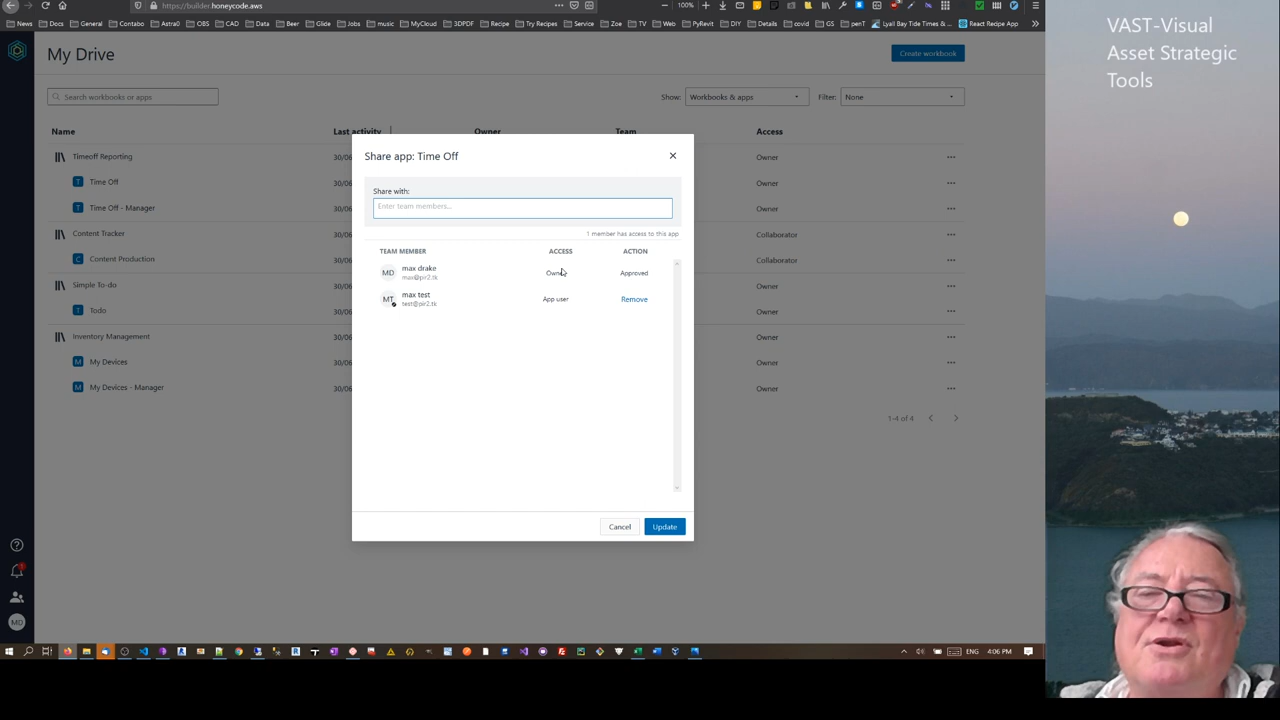 https://builder.honeycode.aws
100%
News
Docs
General
Contabo
Astra0
OBS
CAD
Data
Beer
Glide
Jobs
music
MyCloud
3DPDF
Recipe
Try Recipes
Service
Zoe
TV
Web
PyRevit
DIY
Details
covid
GS
penT
Lyall Bay Tide Times &...
React Recipe App
VAST-Visual
Asset Strategic
Tools
My Drive
Create workbook
Search workbooks or apps
Show:
Workbooks & apps
Filter:
None
Name
Last activity
Owner
Team
Access
Timeoff Reporting
30/06
Owner
T
Time Off
30/06
Owner
T
Time Off - Manager
30/06
Owner
Content Tracker
30/06
Collaborator
C
Content Production
30/06
Collaborator
Simple To-do
30/06
Owner
T
Todo
30/06
Owner
Inventory Management
30/06
Owner
M
My Devices
30/06
Owner
M
My Devices - Manager
30/06
Owner
1-4 of 4
Share app: Time Off
Share with:
Enter team members...
1 member has access to this app
TEAM MEMBER
ACCESS
ACTION
MD
max drake
max@pir2.tk
Owner
Approved
MT
max test
test@pir2.tk
App user
Remove
Cancel
Update
MD
ENG
4:06 PM